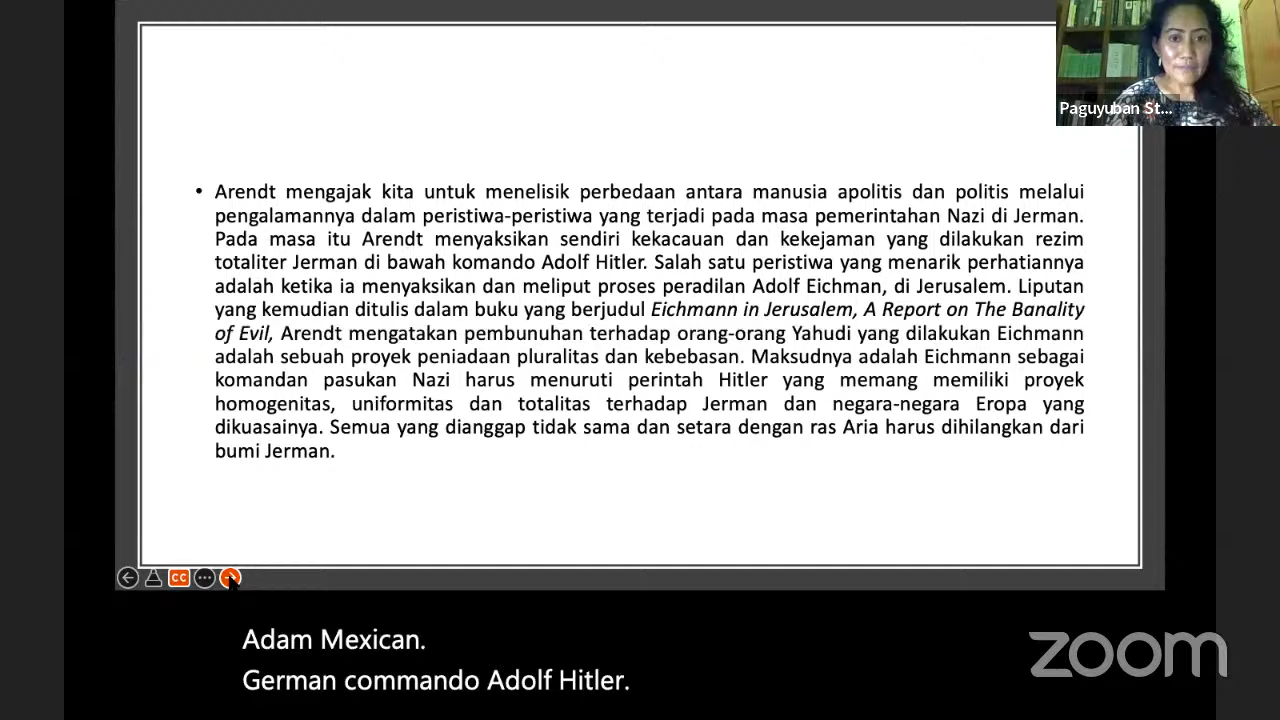 Paguyuban St...
• Arendt mengajak kita untuk menelisik perbedaan antara manusia apolitis dan politis melalui
pengalamannya dalam peristiwa-peristiwa yang terjadi pada masa pemerintahan Nazi di Jerman.
Pada masa itu Arendt menyaksikan sendiri kekacauan dan kekejaman yang dilakukan rezim
totaliter Jerman di bawah komando Adolf Hitler. Salah satu peristiwa yang menarik perhatiannya
adalah ketika ia menyaksikan dan meliput proses peradilan Adolf Eichman, di Jerusalem. Liputan
yang kemudian ditulis dalam buku yang berjudul Eichmann in Jerusalem, A Report on The Banality
of Evil, Arendt mengatakan pembunuhan terhadap orang-orang Yahudi yang dilakukan Eichmann
adalah sebuah proyek peniadaan pluralitas dan kebebasan. Maksudnya adalah Eichmann sebagai
komandan pasukan Nazi harus menuruti perintah Hitler yang memang memiliki proyek
homogenitas, uniformitas dan totalitas terhadap Jerman dan negara-negara Eropa yang
dikuasainya. Semua yang dianggap tidak sama dan setara dengan ras Aria harus dihilangkan dari
bumi Jerman.
CC
Adam Mexican.
German commando Adolf Hitler.
zoom